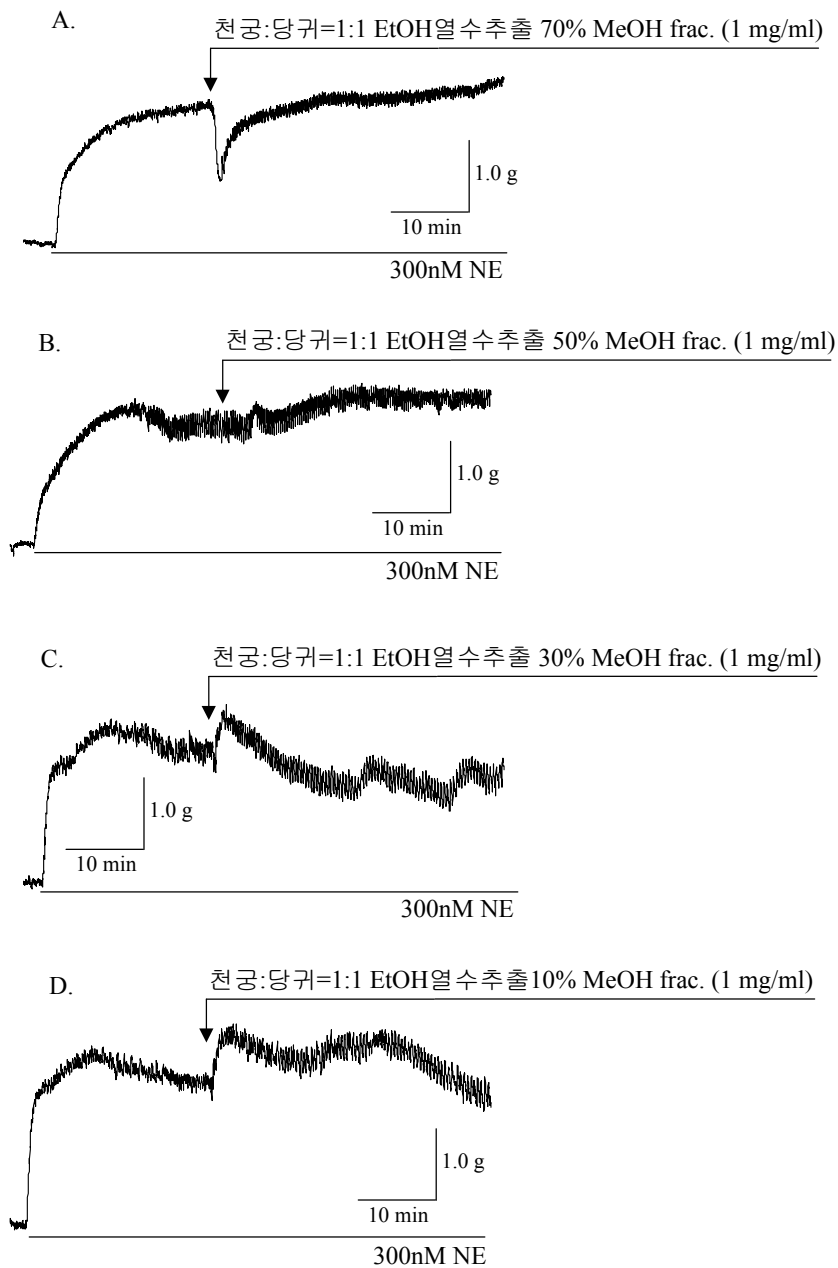 A.
천궁:당귀=1:1 EtOH열수추출 70% MeOH frac. (1 mg/ml)
1.0 g
10 min
300nM NE
B.
천궁:당귀=1:1 EtOH열수추출 50% MeOH frac. (1 mg/ml)
1.0 g
10 min
300nM NE
C.
천궁:당귀=1:1 EtOH열수추출 30% MeOH frac. (1 mg/ml)
1.0 g
10 min
300nM NE
D.
천궁:당귀=1:1 EtOH열수추출10% MeOH frac. (1 mg/ml)
1.0 g
10 min
300nM NE